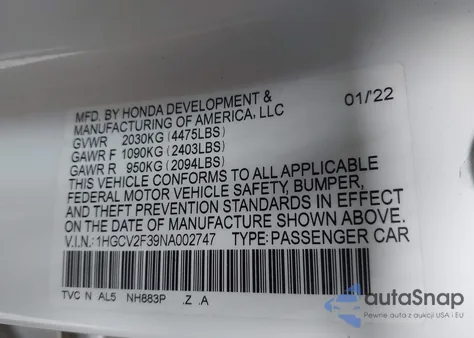 MFD. BY HONDA DEVELOPMENT & 01/22
MANUFACTURING OF AMERICA, LLC
GVWR 2030KG (4475LBS)
GAWR F 1090KG (2403LBS)
GAWR R 950KG (2094LBS)
THIS VEHICLE CONFORMS TO ALL APPLICABLE
FEDERAL MOTOR VEHICLE SAFETY, BUMPER,
AND THEFT PREVENTION STANDARDS IN EFFECT
ON THE DATE OF MANUFACTURE SHOWN ABOVE.
V.I.N.: 1HGCV2F39NA002747 TYPE: PASSENGER CAR
TVC N AL5 NH883P .Z .A
autoSnap
Pewne auta z aukcji USA i EU